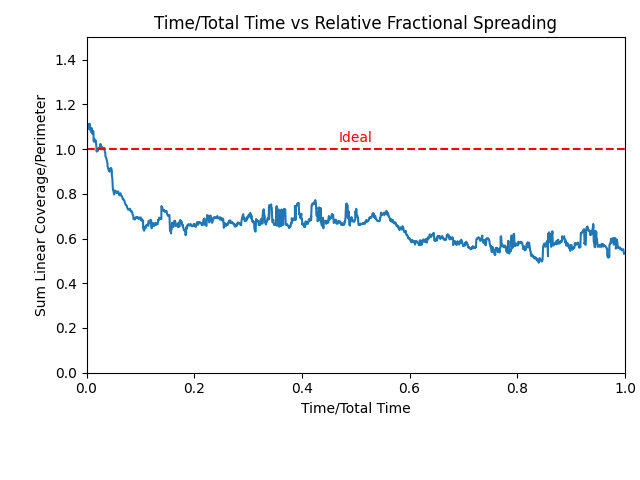 Time/Total Time vs Relative Fractional Spreading
Sum Linear Coverage/Perimeter
1.4
1.2
1.0
0.8
0.6
0.4
0.2
0.0
Ideal
0.0 0.2 0.4 0.6 0.8 1.0
Time/Total Time